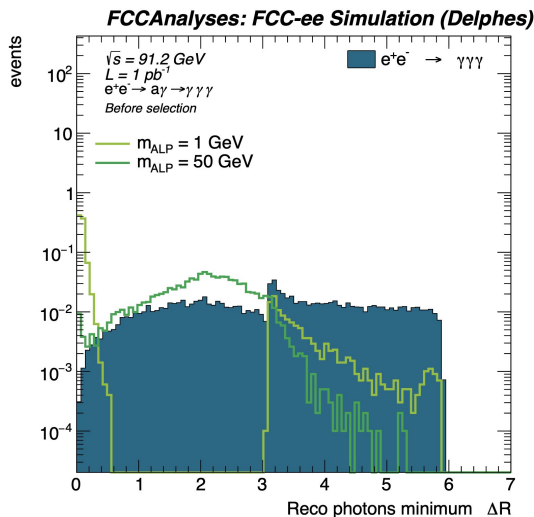 FCCAnalyses: FCC-ee Simulation (Delphes)
events
√s = 91.2 GeV
L = 1 pb⁻¹
e⁺e⁻ → aγ → γ γ γ
Before selection
e⁺e⁻ → γγγ
m_ALP = 1 GeV
m_ALP = 50 GeV
10²
10
1
10⁻¹
10⁻²
10⁻³
10⁻⁴
0 1 2 3 4 5 6 7
Reco photons minimum ΔR